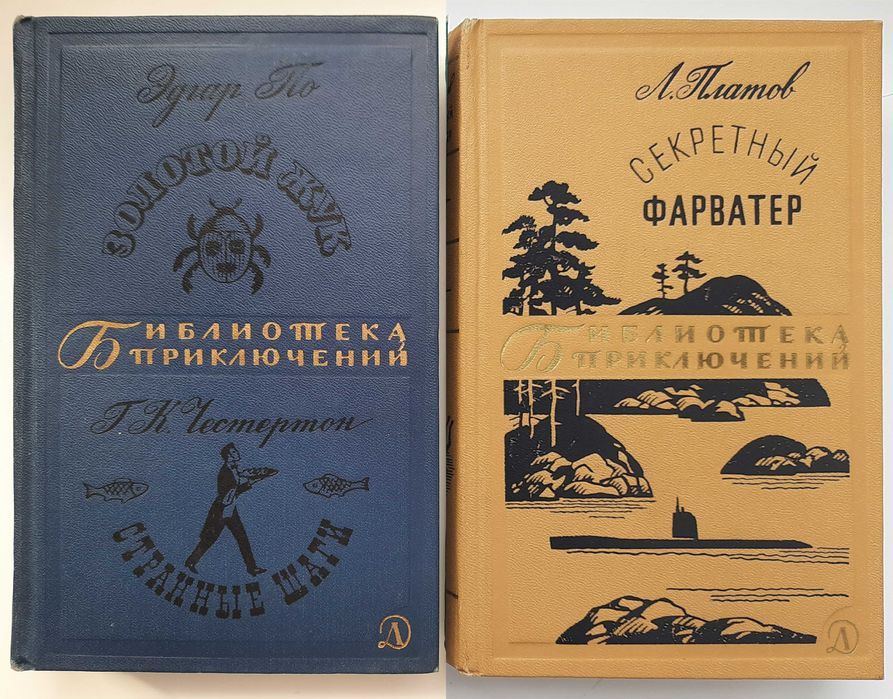 Эдгар По
ЗОЛОТОЙ ЖУК
БИБЛИОТЕКА
ПРИКЛЮЧЕНИЙ
Г. К. Честертон
СТРАННЫЕ ШАГИ
Д
Л. Платов
СЕКРЕТНЫЙ
ФАРВАТЕР
БИБЛИОТЕКА
ПРИКЛЮЧЕНИЙ
Д